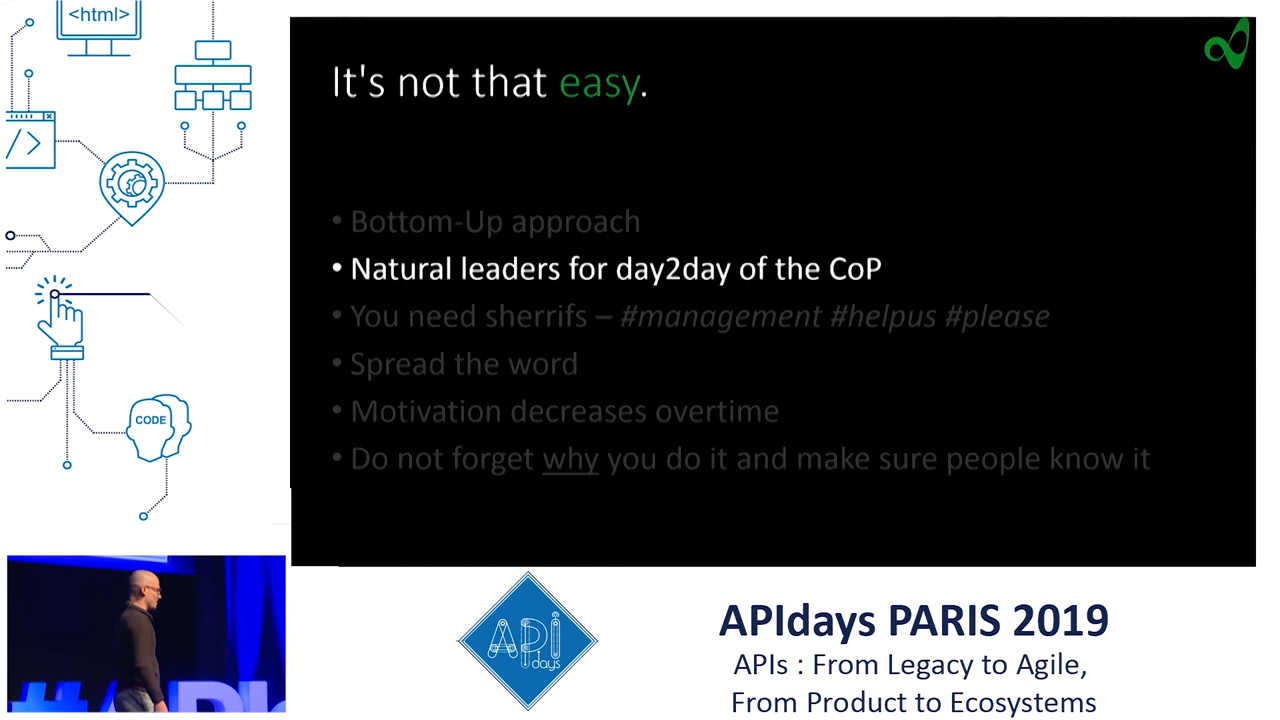 <html>
It's not that easy.
• Bottom-Up approach
• Natural leaders for day2day of the CoP
• You need sherrifs – #management #helpus #please
• Spread the word
• Motivation decreases overtime
• Do not forget why you do it and make sure people know it
</>
CODE
API
days
APIdays PARIS 2019
APIs : From Legacy to Agile,
From Product to Ecosystems